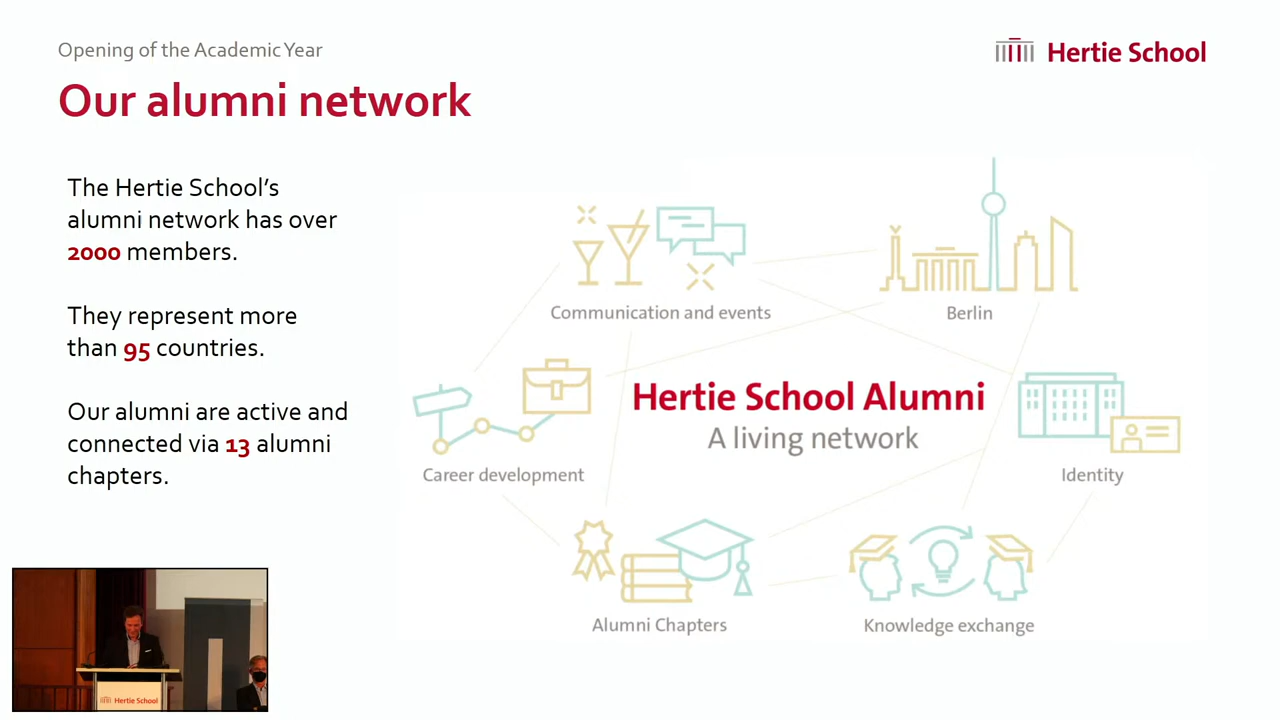 Opening of the Academic Year
Hertie School
Our alumni network
The Hertie School's
alumni network has over
2000 members.
They represent more
than 95 countries.
Our alumni are active and
connected via 13 alumni
chapters.
Communication and events
Berlin
Hertie School Alumni
A living network
Career development
Identity
Alumni Chapters
Knowledge exchange
Hertie School